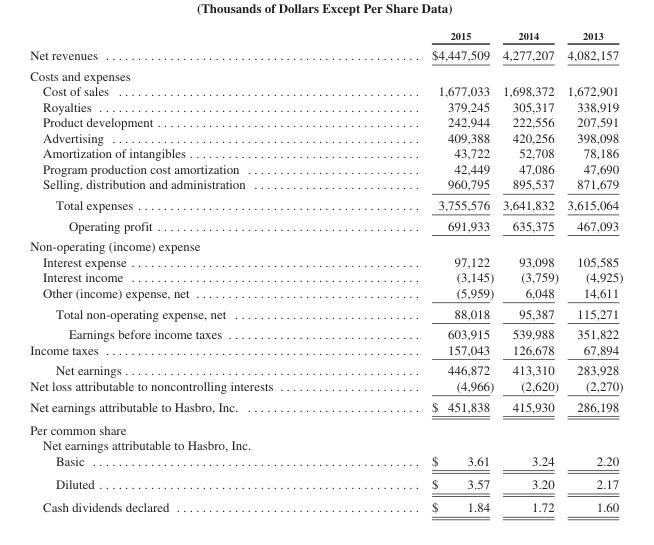 (Thousands of Dollars Except Per Share Data)
2015 2014 2013
Net revenues $4,447,509 4,277,207 4,082,157
Costs and expenses
Cost of sales 1,677,033 1,698,372 1,672,901
Royalties 379,245 305,317 338,919
Product development 242,944 222,556 207,591
Advertising 409,388 420,256 398,098
Amortization of intangibles 43,722 52,708 78,186
Program production cost amortization 42,449 47,086 47,690
Selling, distribution and administration 960,795 895,537 871,679
Total expenses 3,755,576 3,641,832 3,615,064
Operating profit 691,933 635,375 467,093
Non-operating (income) expense
Interest expense 97,122 93,098 105,585
Interest income (3,145) (3,759) (4,925)
Other (income) expense, net (5,959) 6,048 14,611
Total non-operating expense, net 88,018 95,387 115,271
Earnings before income taxes 603,915 539,988 351,822
Income taxes 157,043 126,678 67,894
Net earnings 446,872 413,310 283,928
Net loss attributable to noncontrolling interests (4,966) (2,620) (2,270)
Net earnings attributable to Hasbro, Inc. $ 451,838 415,930 286,198
Per common share
Net earnings attributable to Hasbro, Inc.
Basic $ 3.61 3.24 2.20
Diluted $ 3.57 3.20 2.17
Cash dividends declared $ 1.84 1.72 1.60